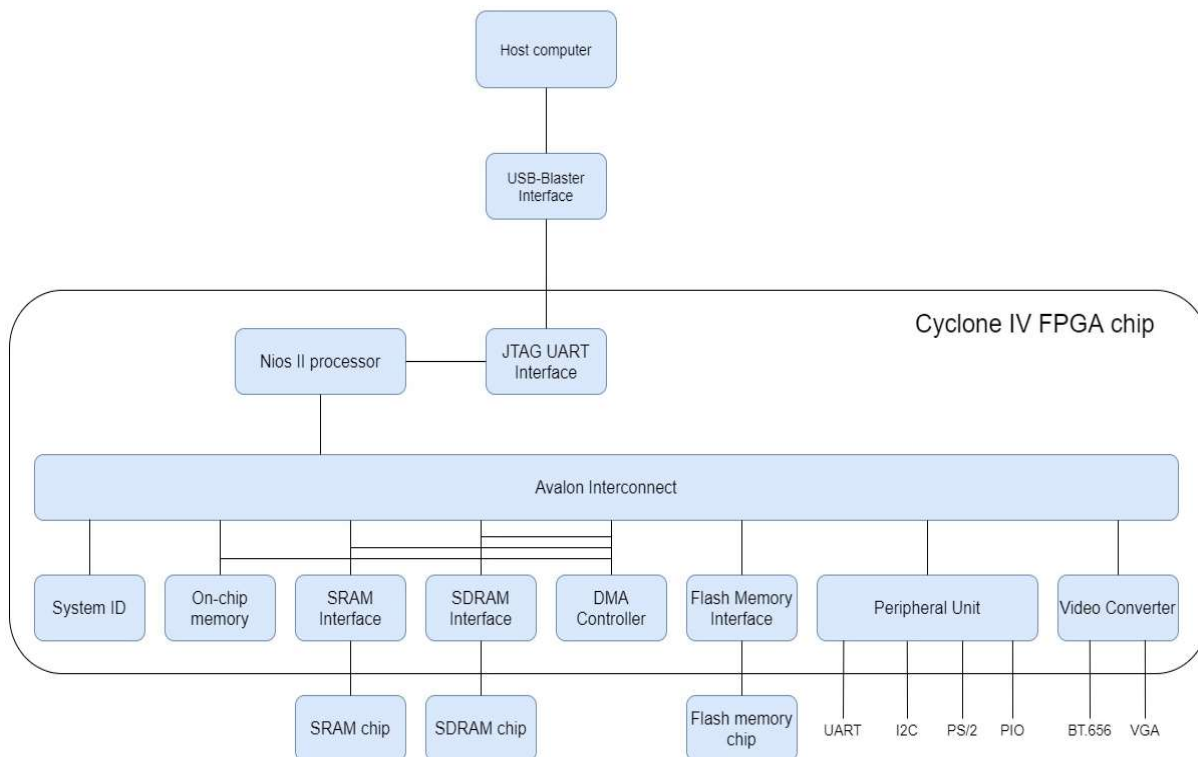 Host computer
USB-Blaster
Interface
Cyclone IV FPGA chip
Nios II processor
JTAG UART
Interface
Avalon Interconnect
System ID
On-chip
memory
SRAM
Interface
SDRAM
Interface
DMA
Controller
Flash Memory
Interface
Peripheral Unit
Video Converter
SRAM chip
SDRAM chip
Flash memory
chip
UART
I2C
PS/2
PIO
BT.656
VGA